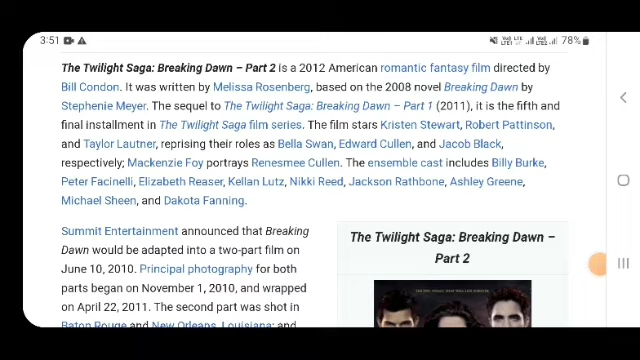 3:51
78%
The Twilight Saga: Breaking Dawn – Part 2 is a 2012 American romantic fantasy film directed by
Bill Condon. It was written by Melissa Rosenberg, based on the 2008 novel Breaking Dawn by
Stephenie Meyer. The sequel to The Twilight Saga: Breaking Dawn – Part 1 (2011), it is the fifth and
final installment in The Twilight Saga film series. The film stars Kristen Stewart, Robert Pattinson,
and Taylor Lautner, reprising their roles as Bella Swan, Edward Cullen, and Jacob Black,
respectively; Mackenzie Foy portrays Renesmee Cullen. The ensemble cast includes Billy Burke,
Peter Facinelli, Elizabeth Reaser, Kellan Lutz, Nikki Reed, Jackson Rathbone, Ashley Greene,
Michael Sheen, and Dakota Fanning.
Summit Entertainment announced that Breaking
Dawn would be adapted into a two-part film on
June 10, 2010. Principal photography for both
parts began on November 1, 2010, and wrapped
on April 22, 2011. The second part was shot in
Baton Rouge and New Orleans, Louisiana; and
The Twilight Saga: Breaking Dawn –
Part 2